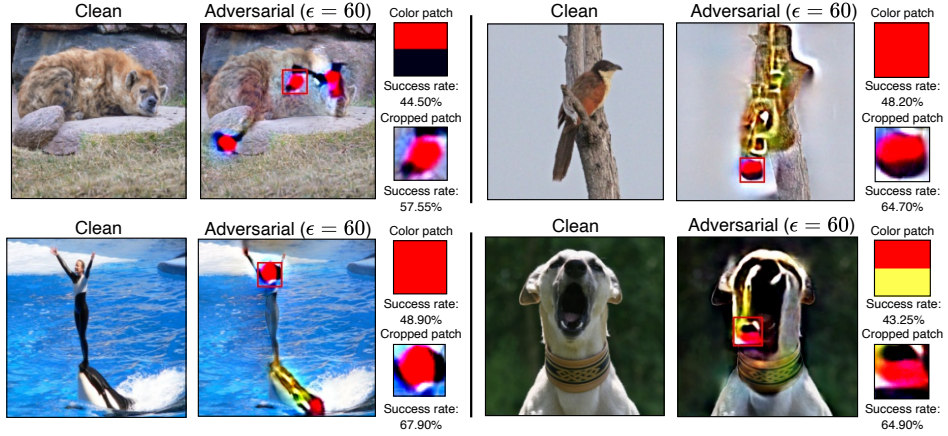 Clean
Adversarial (ϵ = 60)
Color patch
Success rate:
44.50%
Cropped patch
Success rate:
57.55%
Clean
Adversarial (ϵ = 60)
Color patch
Success rate:
48.20%
Cropped patch
Success rate:
64.70%
Clean
Adversarial (ϵ = 60)
Color patch
Success rate:
48.90%
Cropped patch
Success rate:
67.90%
Clean
Adversarial (ϵ = 60)
Color patch
Success rate:
43.25%
Cropped patch
Success rate:
64.90%